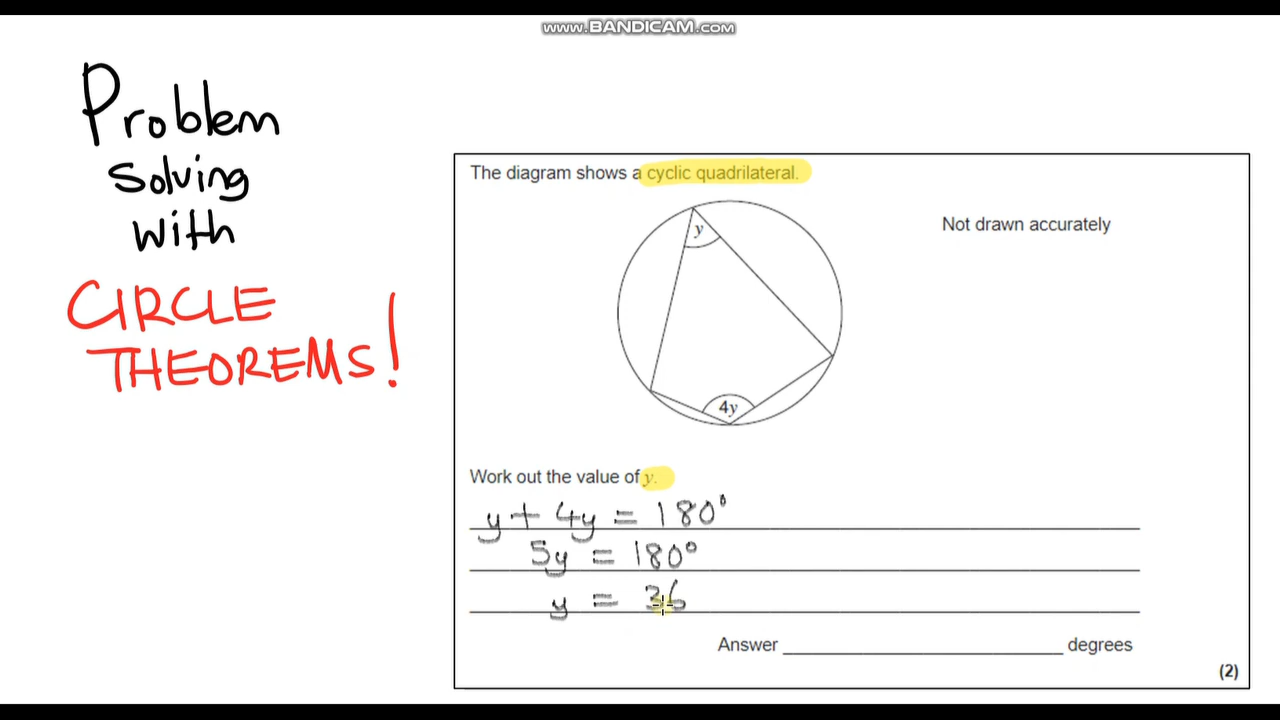 www.BANDICAM.com
Problem
Solving
with
CIRCLE
THEOREMS!
The diagram shows a cyclic quadrilateral.
Not drawn accurately
y
4y
Work out the value of y.
y + 4y = 180°
5y = 180°
y = 36
Answer ____________________________ degrees
(2)